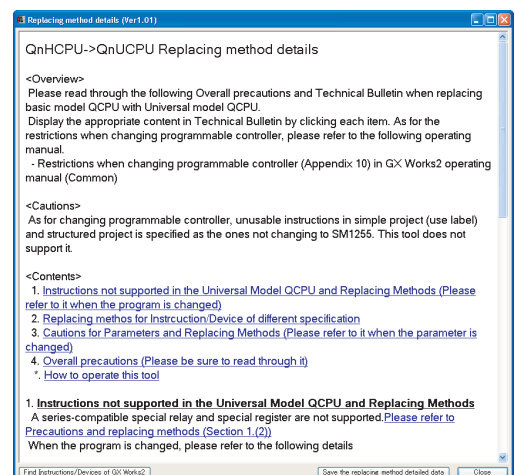 Replacing method details (Ver1.01)
QnHCPU->QnUCPU Replacing method details
<Overview>
Please read through the following Overall precautions and Technical Bulletin when replacing
basic model QCPU with Universal model QCPU.
Display the appropriate content in Technical Bulletin by clicking each item. As for the
restrictions when changing programmable controller, please refer to the following operating
manual.
- Restrictions when changing programmable controller (Appendix 10) in GX Works2 operating
manual (Common)
<Cautions>
As for changing programmable controller, unusable instructions in simple project (use label)
and structured project is specified as the ones not changing to SM1255. This tool does not
support it.
<Contents>
1. Instructions not supported in the Universal Model QCPU and Replacing Methods (Please
refer to it when the program is changed)
2. Replacing methos for Instrcuction/Device of different specification
3. Cautions for Parameters and Replacing Methods (Please refer to it when the parameter is
changed)
4. Overall precautions (Please be sure to read through it)
*. How to operate this tool
1. Instructions not supported in the Universal Model QCPU and Replacing Methods
A series-compatible special relay and special register are not supported.Please refer to
Precautions and replacing methods (Section 1.(2))
When the program is changed, please refer to the following details
Find Instructions/Devices of GX Works2 Save the replacing method detailed data Close